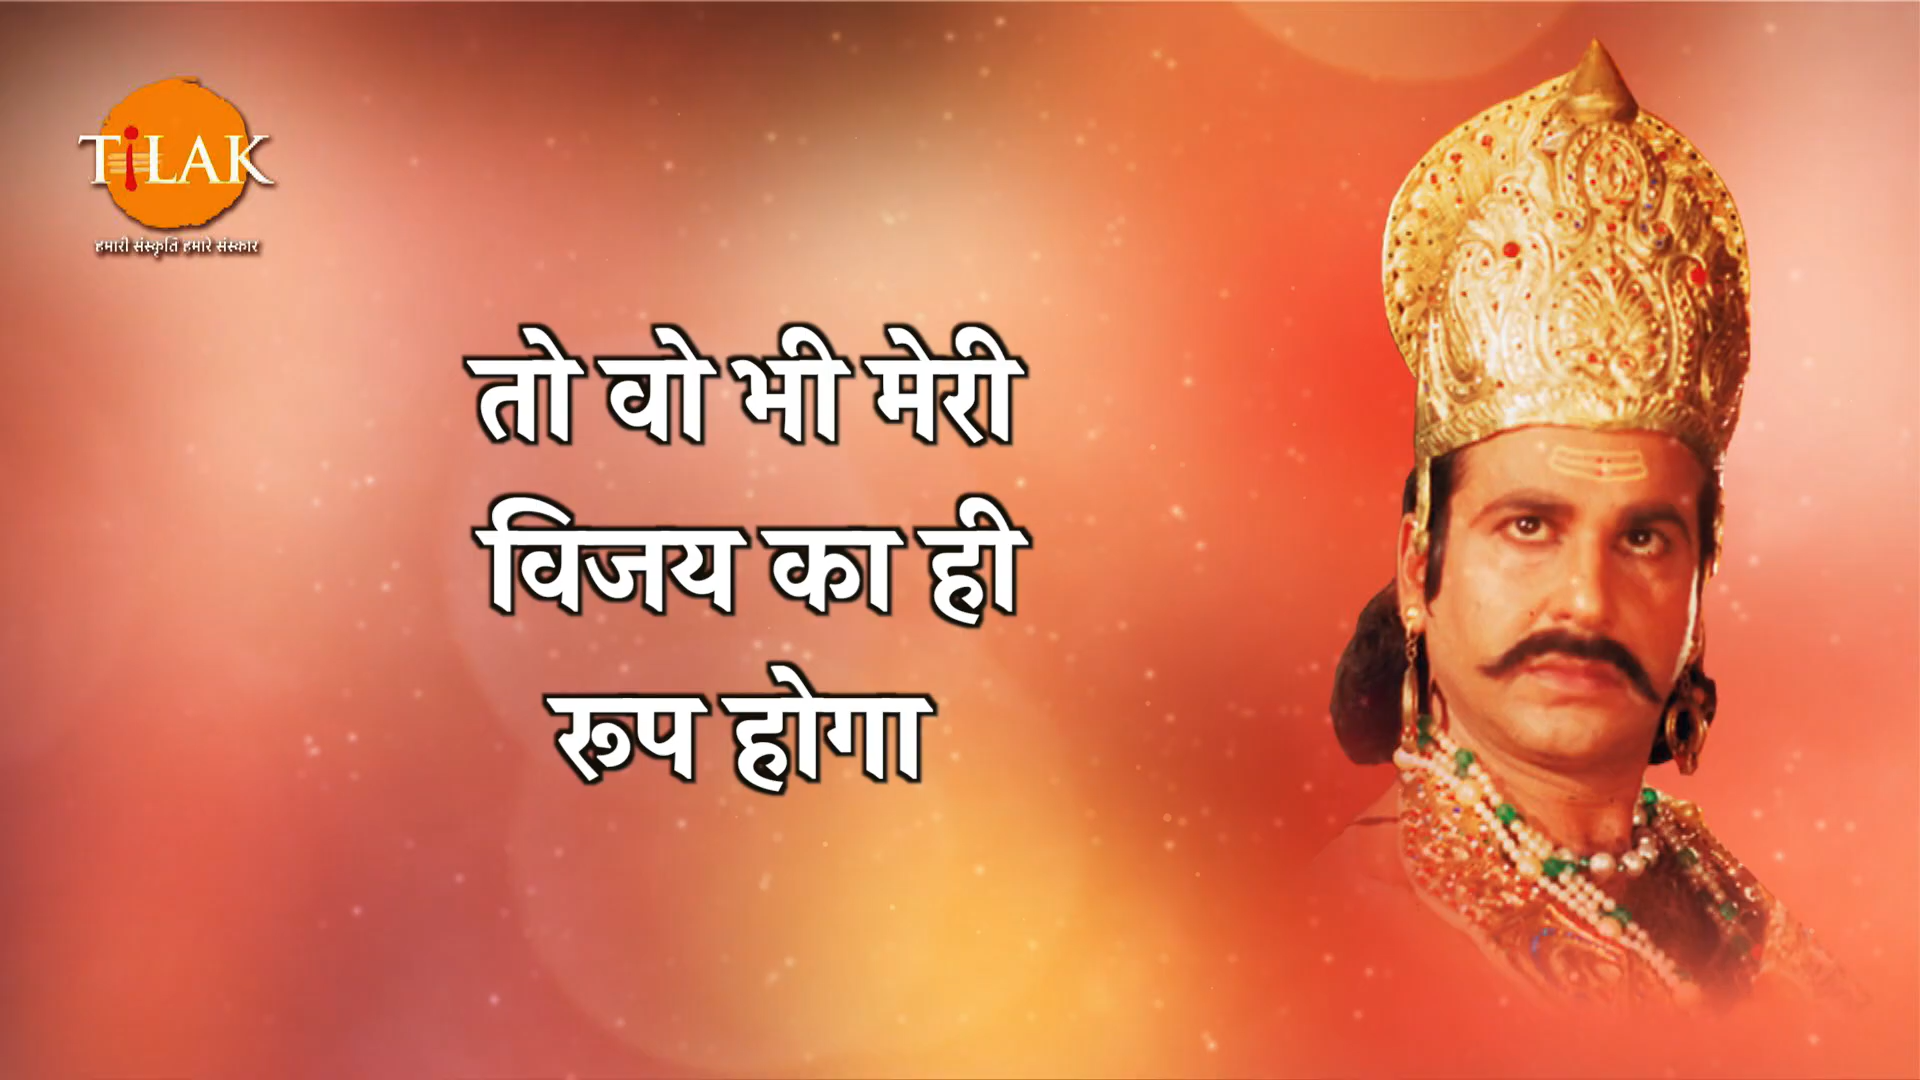 TiLAK
हमारी संस्कृति हमारे संस्कार
तो वो भी मेरी
विजय का ही
रूप होगा